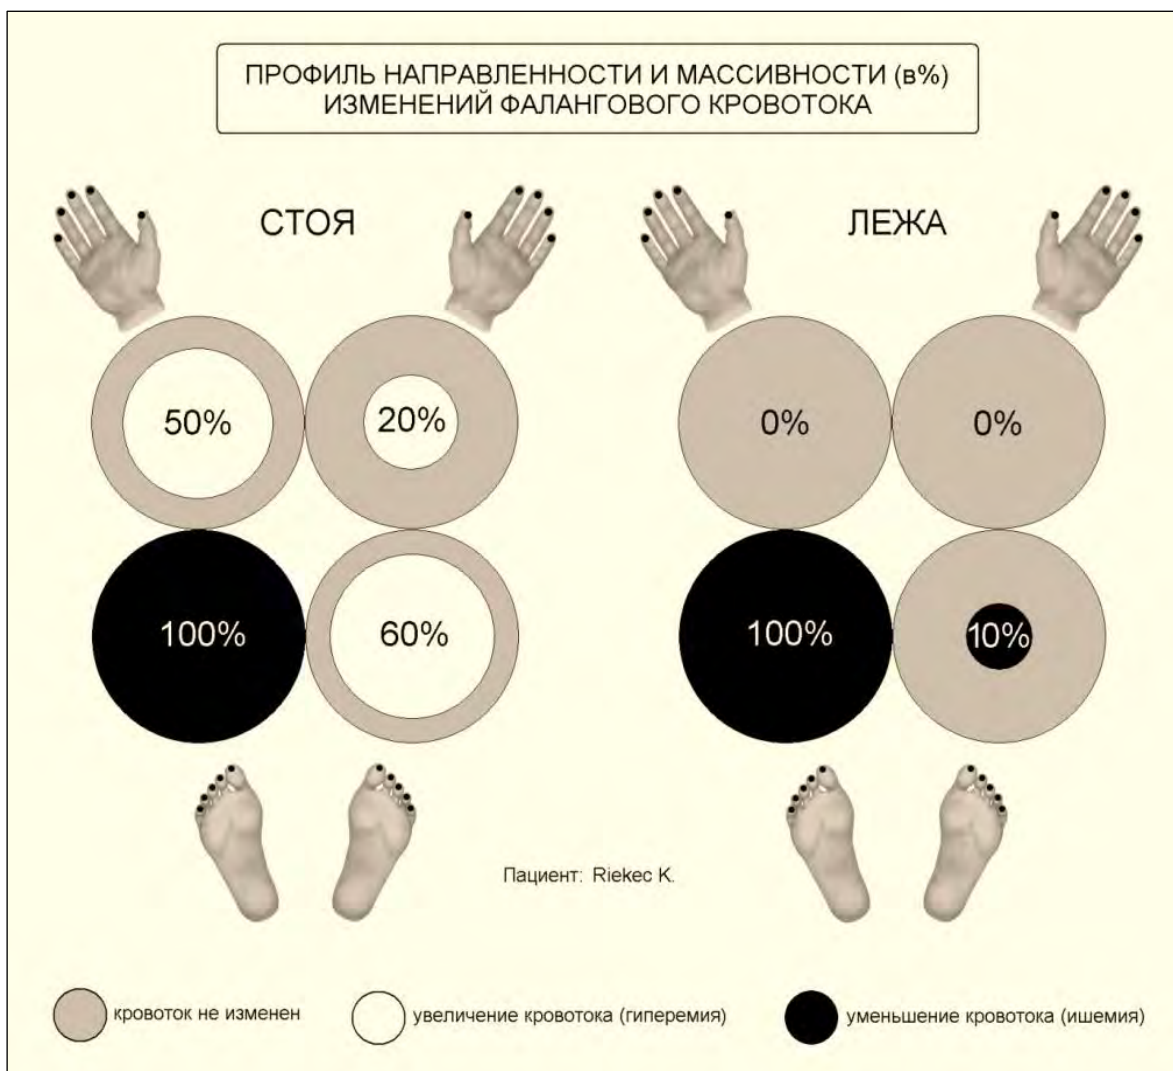 ПРОФИЛЬ НАПРАВЛЕННОСТИ И МАССИВНОСТИ (в%)
ИЗМЕНЕНИЙ ФАЛАНГОВОГО КРОВОТОКА
СТОЯ
ЛЕЖА
50%
20%
0%
0%
100%
60%
100%
10%
Пациент: Riekec K.
кровоток не изменен
увеличение кровотока (гиперемия)
уменьшение кровотока (ишемия)